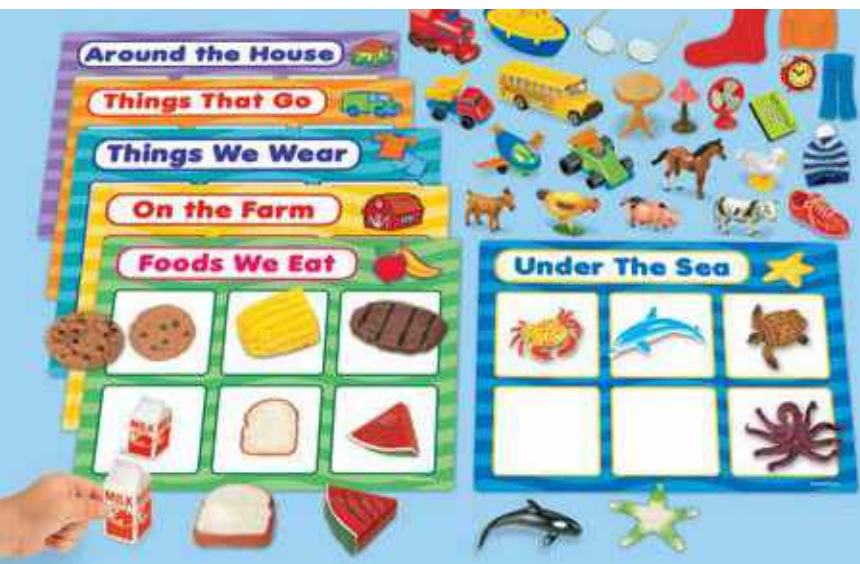 Around the House
Things That Go
Things We Wear
On the Farm
Foods We Eat
Under The Sea
MILK
MILK